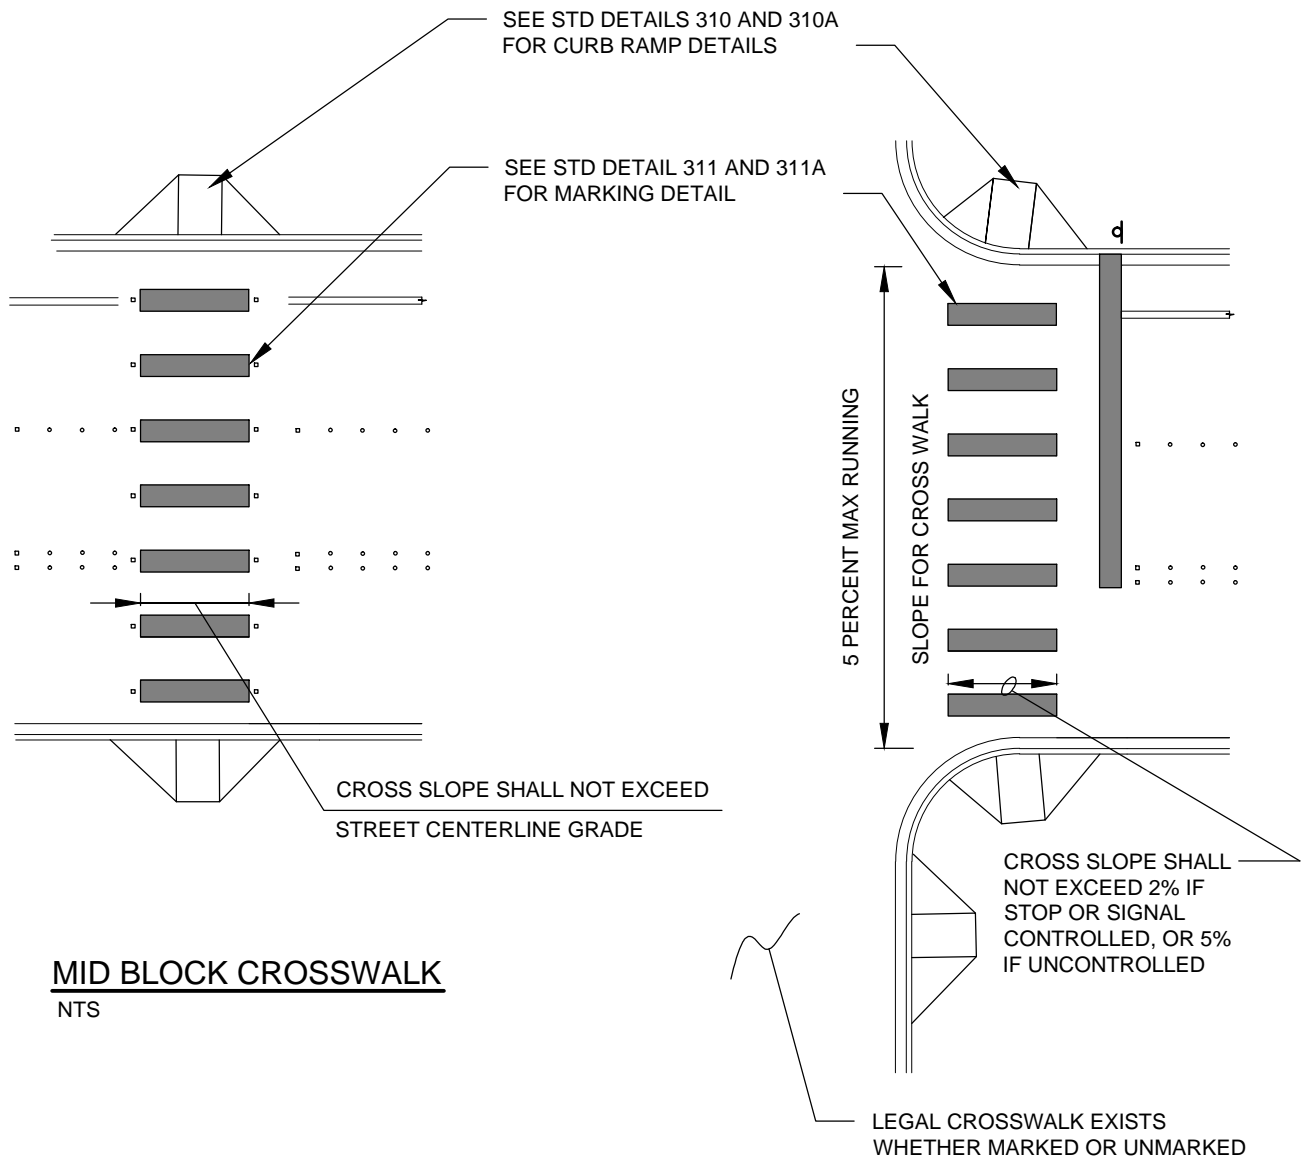 SEE STD DETAILS 310 AND 310A
FOR CURB RAMP DETAILS
SEE STD DETAIL 311 AND 311A
FOR MARKING DETAIL
5 PERCENT MAX RUNNING
SLOPE FOR CROSS WALK
CROSS SLOPE SHALL NOT EXCEED
STREET CENTERLINE GRADE
CROSS SLOPE SHALL
NOT EXCEED 2% IF
STOP OR SIGNAL
CONTROLLED, OR 5%
IF UNCONTROLLED
MID BLOCK CROSSWALK
NTS
LEGAL CROSSWALK EXISTS
WHETHER MARKED OR UNMARKED